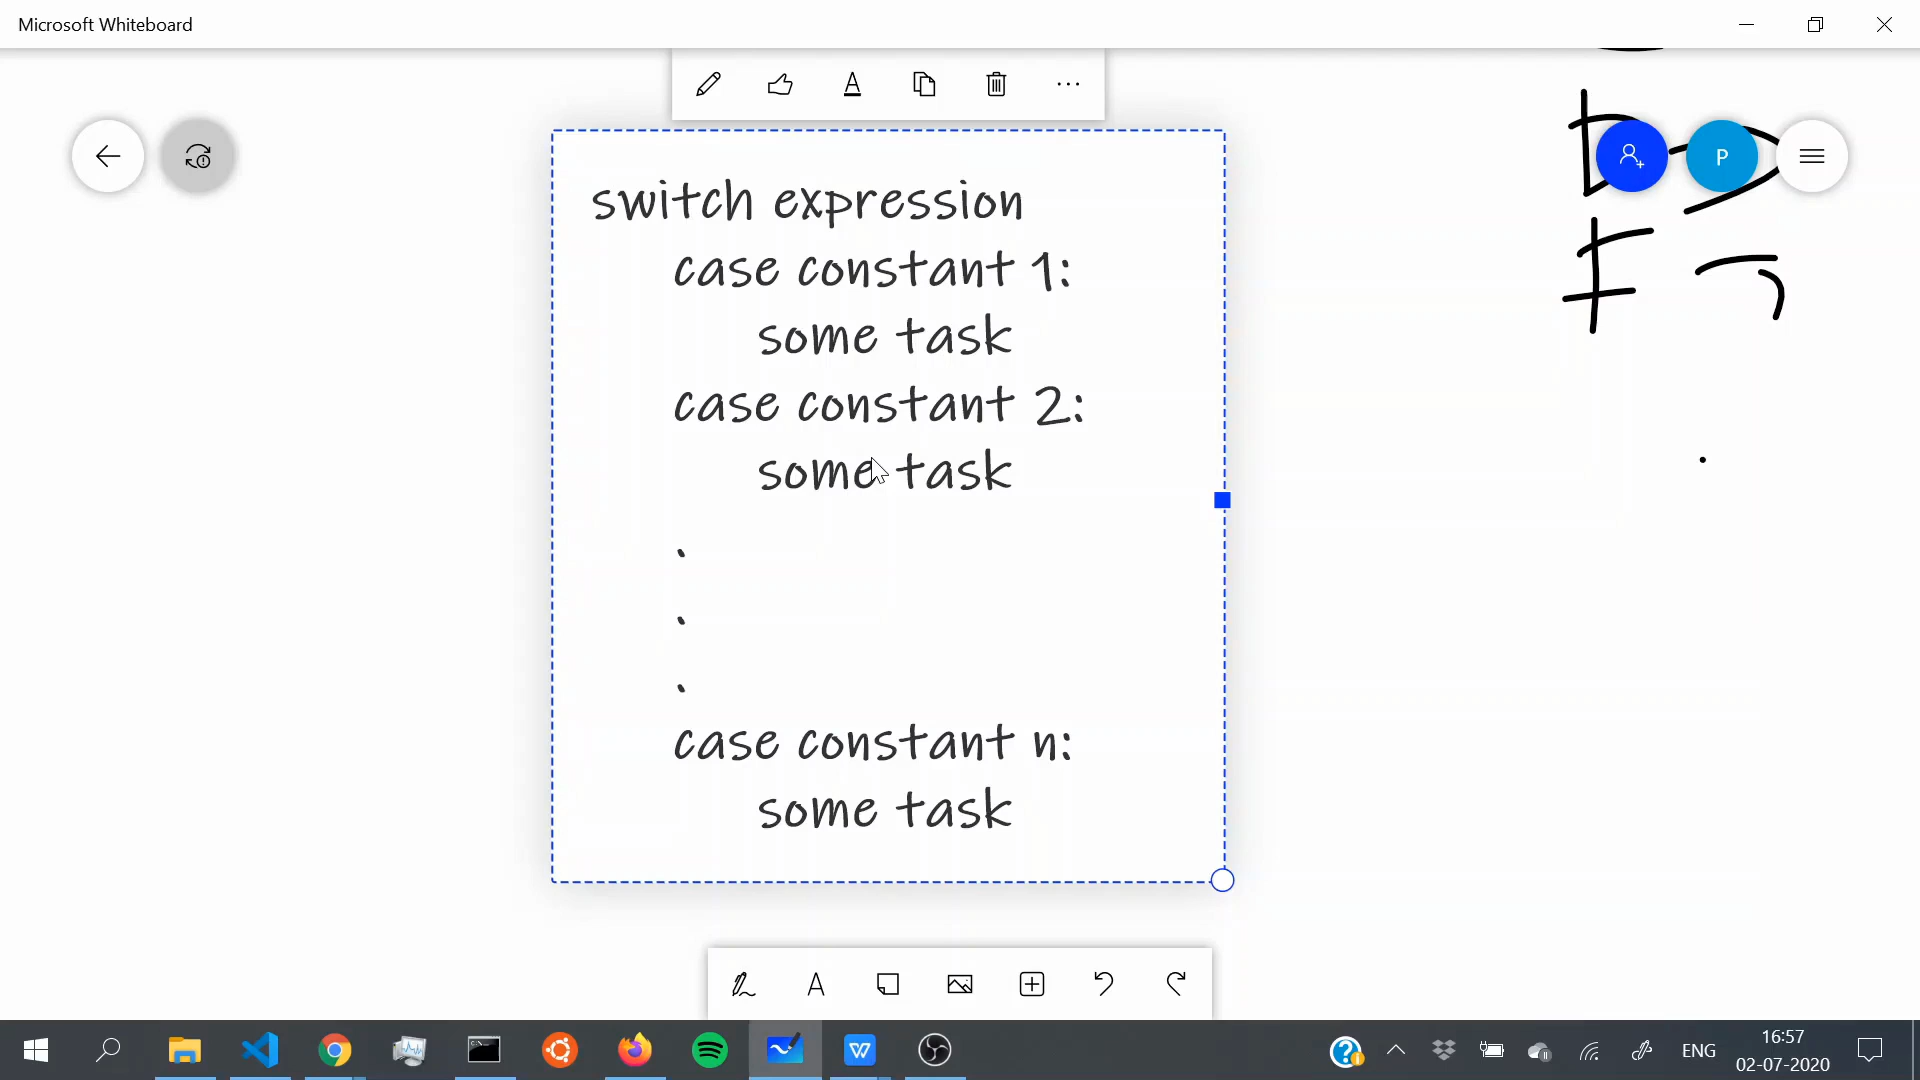 Microsoft Whiteboard
P
switch expression
case constant 1:
some task
case constant 2:
some task
.
.
.
case constant n:
some task
ENG
16:57
02-07-2020